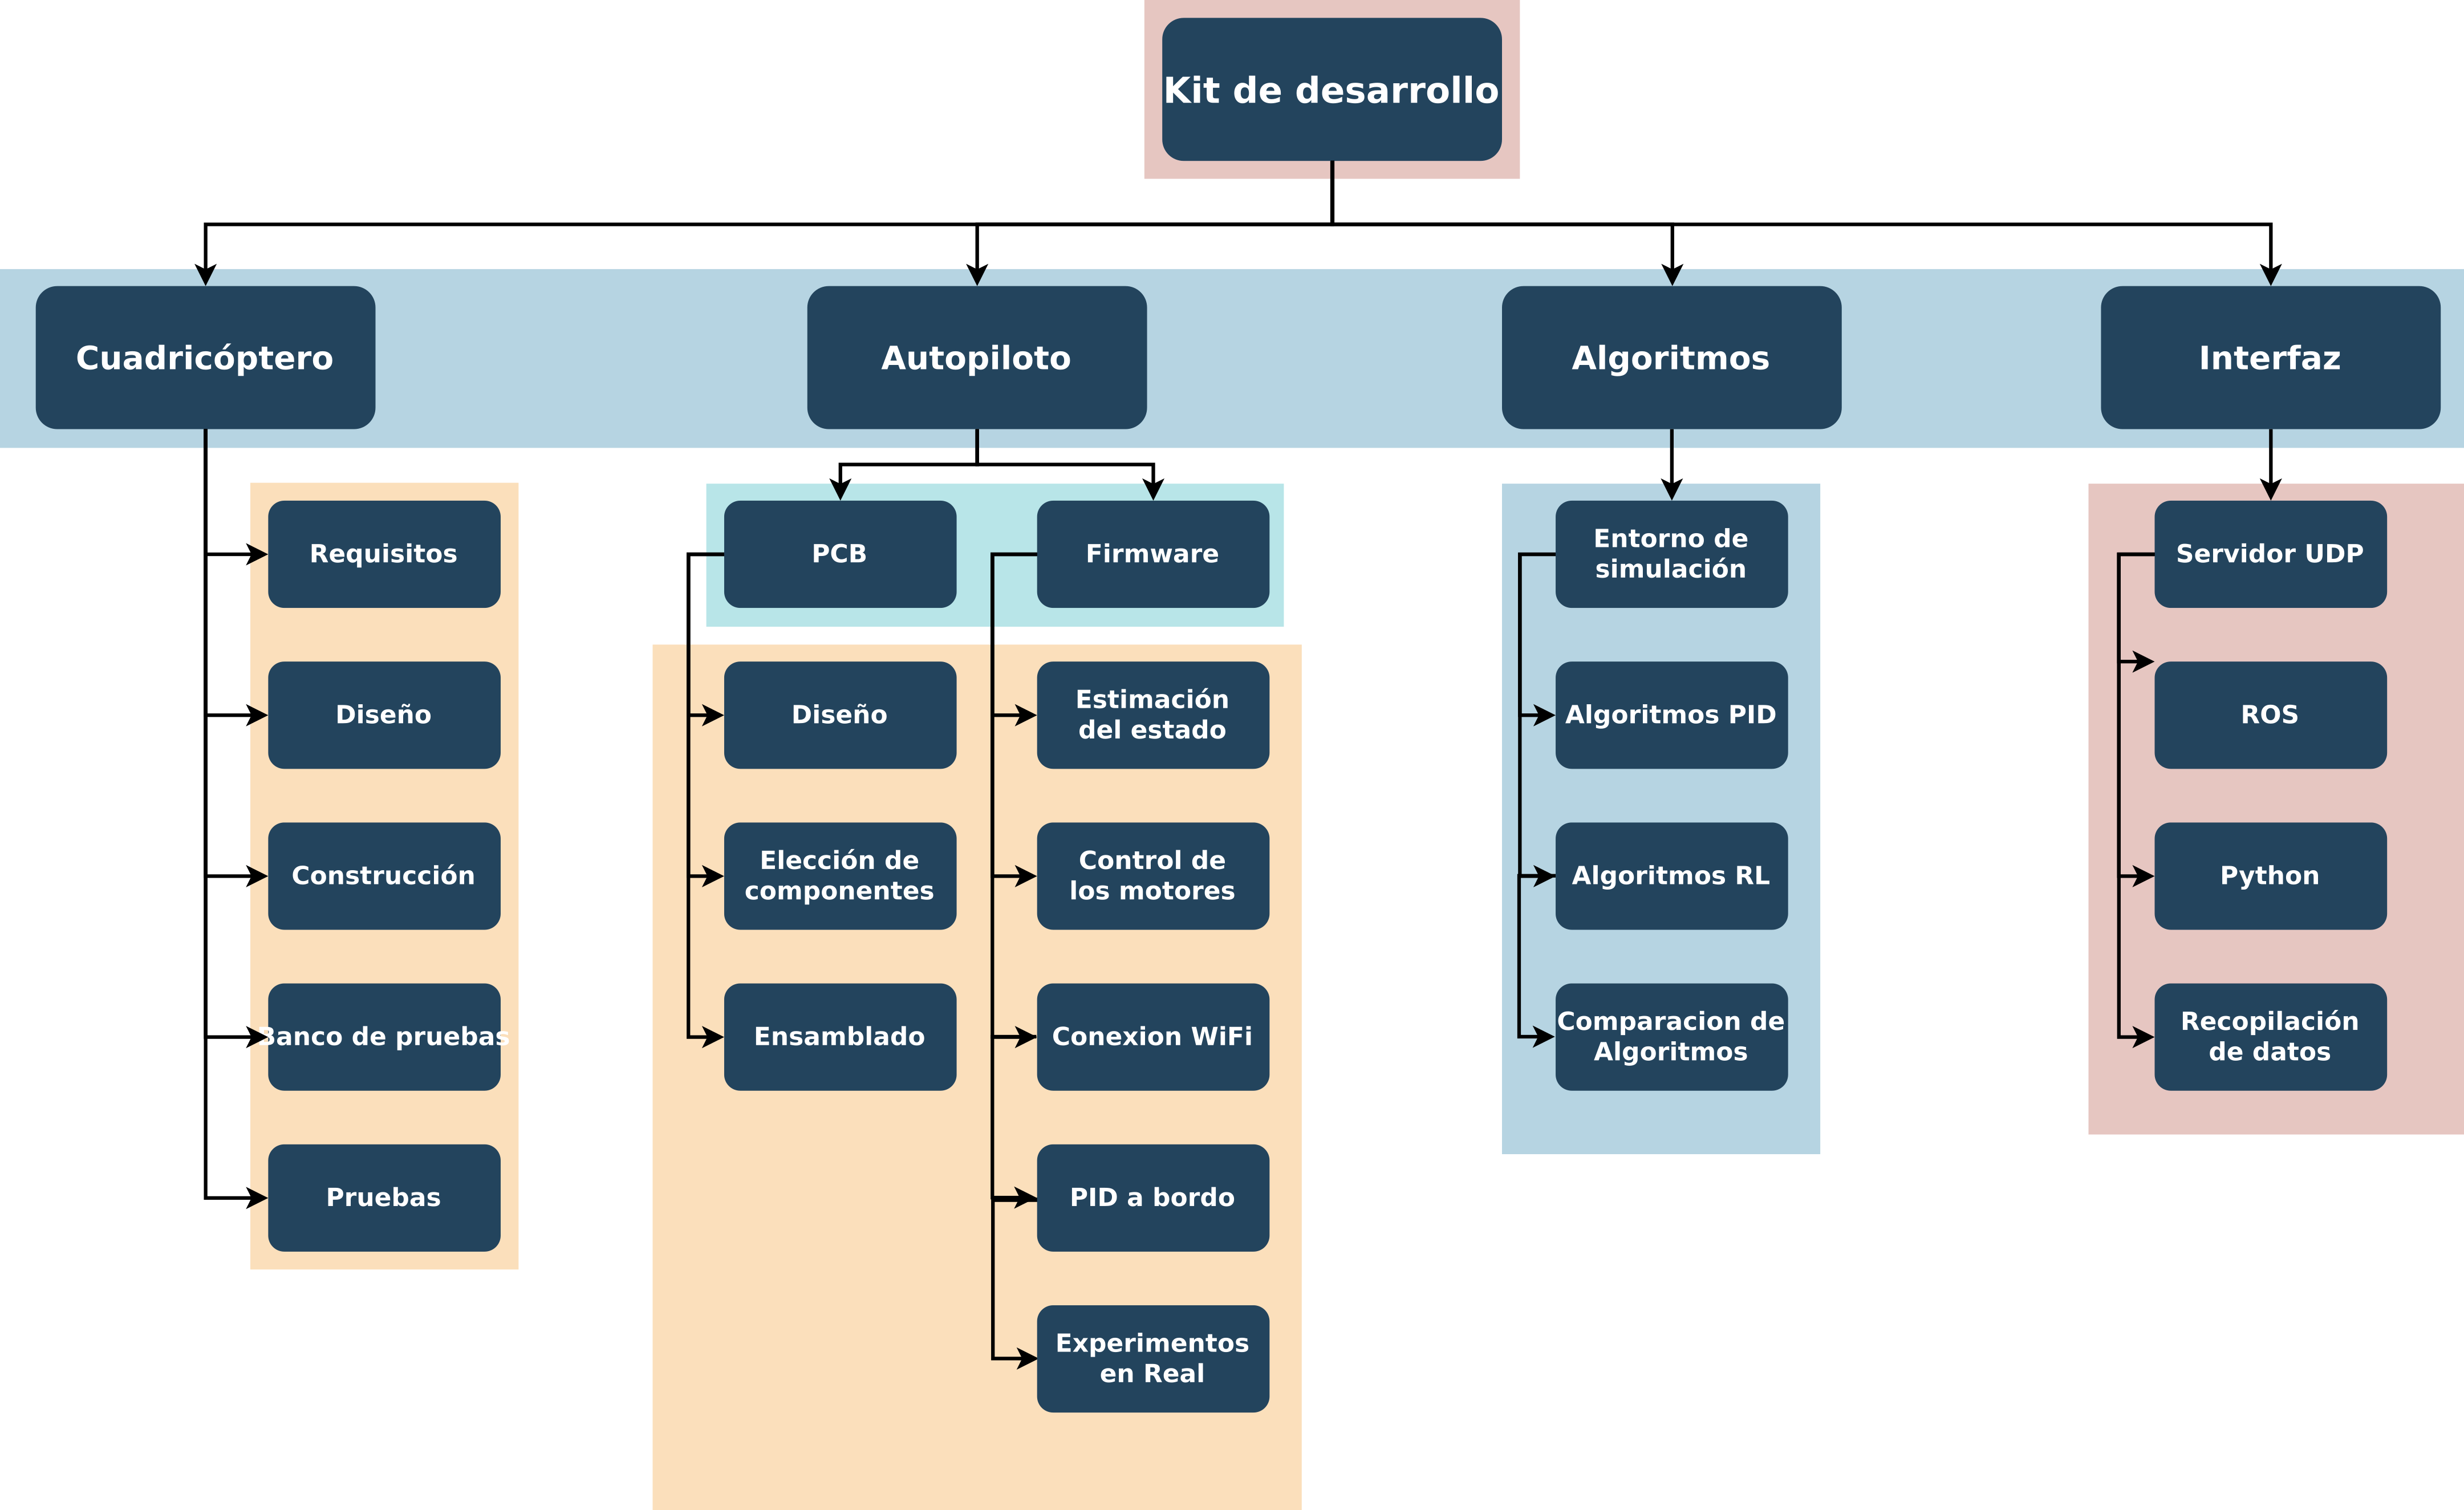 Kit de desarrollo
Cuadricóptero
Autopiloto
Algoritmos
Interfaz
Requisitos
Diseño
Construcción
Banco de pruebas
Pruebas
PCB
Diseño
Elección de
componentes
Ensamblado
Firmware
Estimación
del estado
Control de
los motores
Conexion WiFi
PID a bordo
Experimentos
en Real
Entorno de
simulación
Algoritmos PID
Algoritmos RL
Comparacion de
Algoritmos
Servidor UDP
ROS
Python
Recopilación
de datos